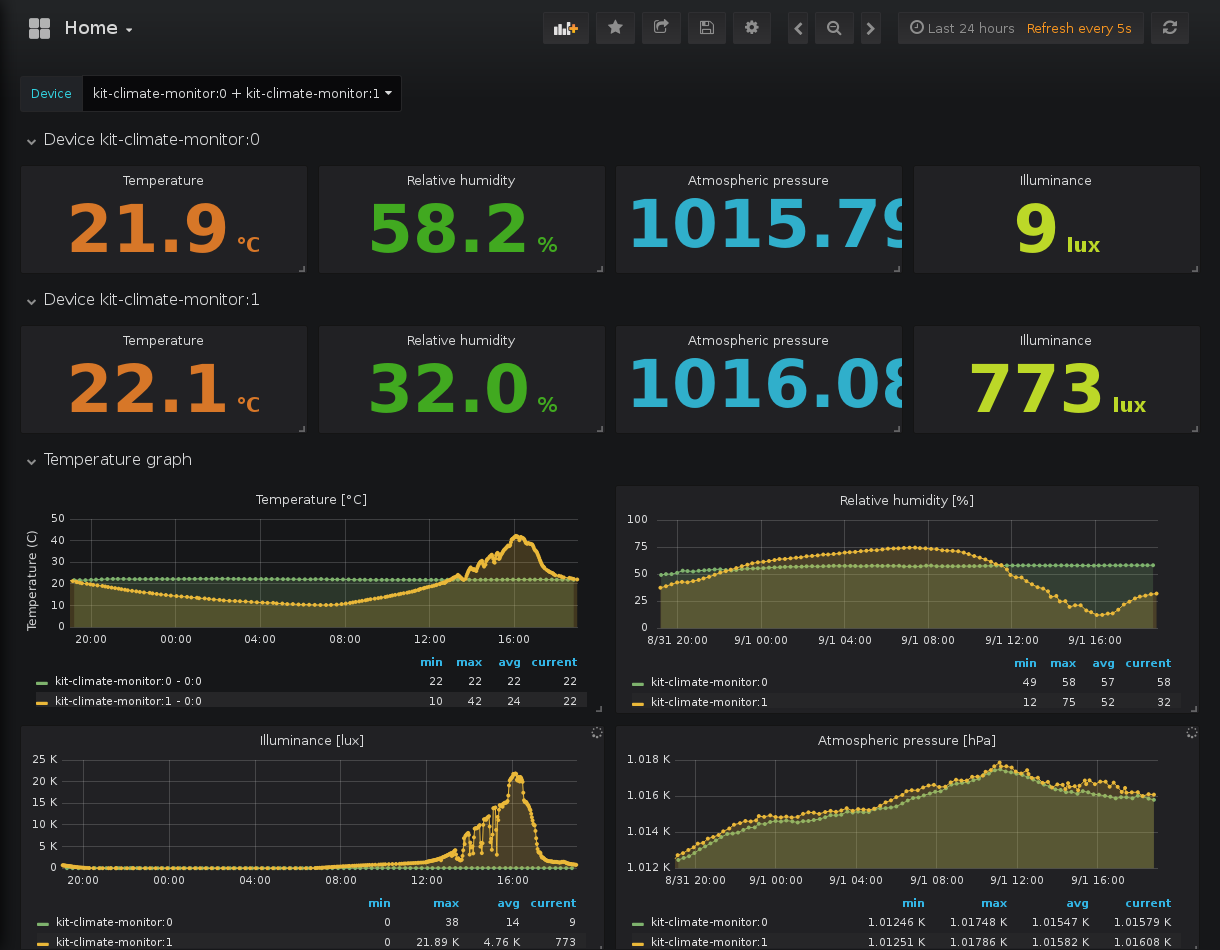 Home
Last 24 hours Refresh every 5s
Device kit-climate-monitor:0 + kit-climate-monitor:1
Device kit-climate-monitor:0
Temperature Relative humidity Atmospheric pressure Illuminance
21.9 °C 58.2 % 1015.79 9 lux
Device kit-climate-monitor:1
Temperature Relative humidity Atmospheric pressure Illuminance
22.1 °C 32.0 % 1016.08 773 lux
Temperature graph
Temperature [°C]
Temperature (C)
50
40
30
20
10
0
20:00 00:00 04:00 08:00 12:00 16:00
min max avg current
kit-climate-monitor:0 - 0:0 22 22 22 22
kit-climate-monitor:1 - 0:0 10 42 24 22
Relative humidity [%]
100
75
50
25
0
8/31 20:00 9/1 00:00 9/1 04:00 9/1 08:00 9/1 12:00 9/1 16:00
min max avg current
kit-climate-monitor:0 49 58 57 58
kit-climate-monitor:1 12 75 52 32
Illuminance [lux]
25 K
20 K
15 K
10 K
5 K
0
20:00 00:00 04:00 08:00 12:00 16:00
min max avg current
kit-climate-monitor:0 0 38 14 9
kit-climate-monitor:1 0 21.89 K 4.76 K 773
Atmospheric pressure [hPa]
1.018 K
1.016 K
1.014 K
1.012 K
8/31 20:00 9/1 00:00 9/1 04:00 9/1 08:00 9/1 12:00 9/1 16:00
min max avg current
kit-climate-monitor:0 1.01246 K 1.01748 K 1.01547 K 1.01579 K
kit-climate-monitor:1 1.01251 K 1.01786 K 1.01582 K 1.01608 K